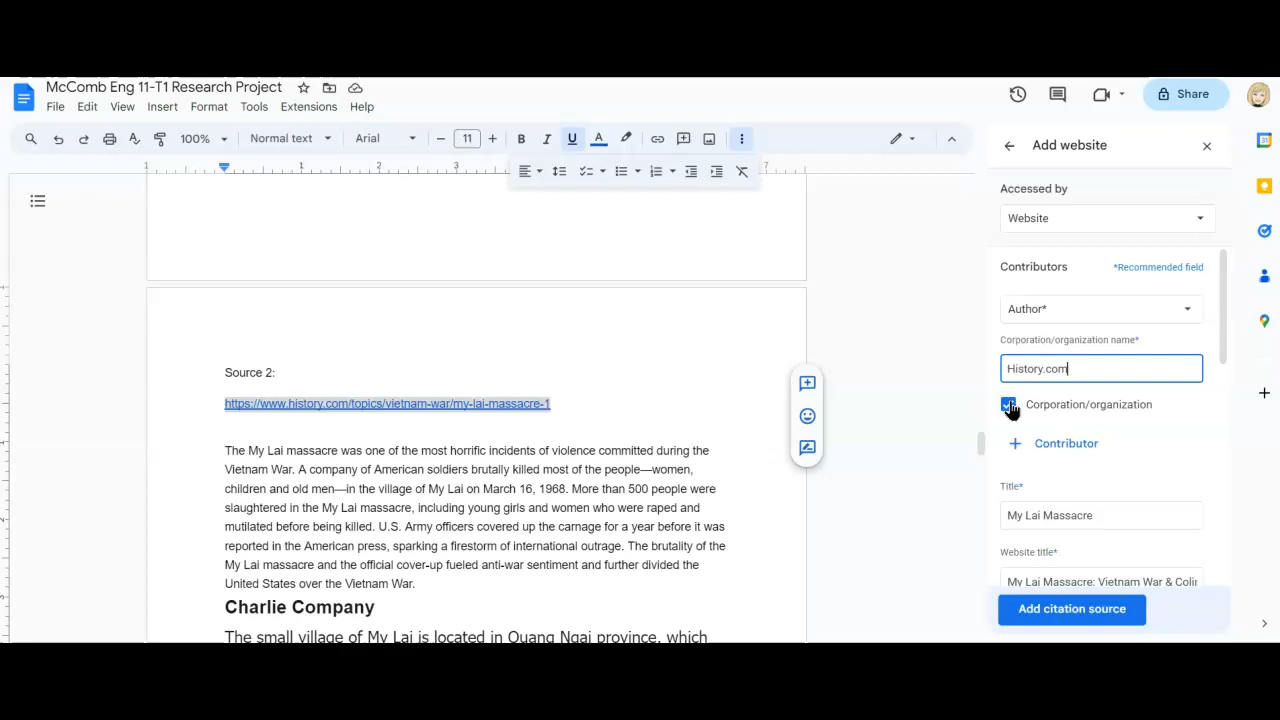 McComb Eng 11-T1 Research Project
File Edit View Insert Format Tools Extensions Help
Share
100% Normal text Arial − 11 + B I U A
1 1 2 3 7
Source 2:
https://www.history.com/topics/vietnam-war/my-lai-massacre-1
The My Lai massacre was one of the most horrific incidents of violence committed during the
Vietnam War. A company of American soldiers brutally killed most of the people—women,
children and old men—in the village of My Lai on March 16, 1968. More than 500 people were
slaughtered in the My Lai massacre, including young girls and women who were raped and
mutilated before being killed. U.S. Army officers covered up the carnage for a year before it was
reported in the American press, sparking a firestorm of international outrage. The brutality of the
My Lai massacre and the official cover-up fueled anti-war sentiment and further divided the
United States over the Vietnam War.
Charlie Company
The small village of My Lai is located in Quang Ngai province, which
Add website
Accessed by
Website
Contributors *Recommended field
Author*
Corporation/organization name*
History.com
Corporation/organization
+ Contributor
Title*
My Lai Massacre
Website title*
My Lai Massacre: Vietnam War & Colin
Add citation source